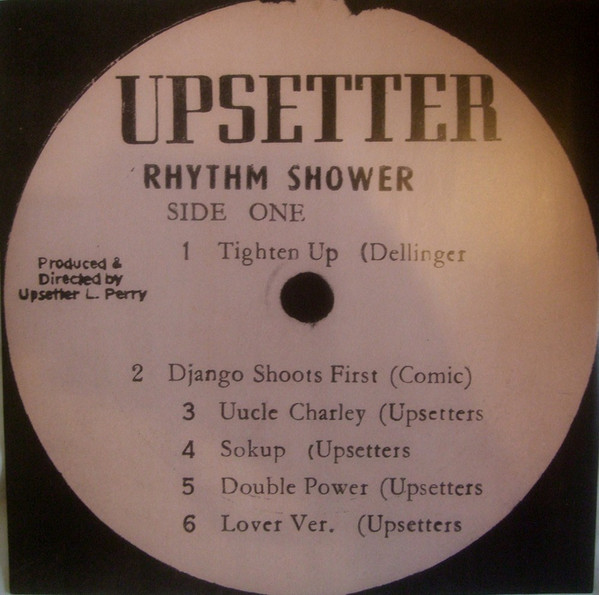 UPSETTER
RHYTHM SHOWER
SIDE ONE
1 Tighten Up (Dellinger
Produced &
Directed by
Upsetter L. Perry
2 Django Shoots First (Comic)
3 Uucle Charley (Upsetters
4 Sokup (Upsetters
5 Double Power (Upsetters
6 Lover Ver. (Upsetters